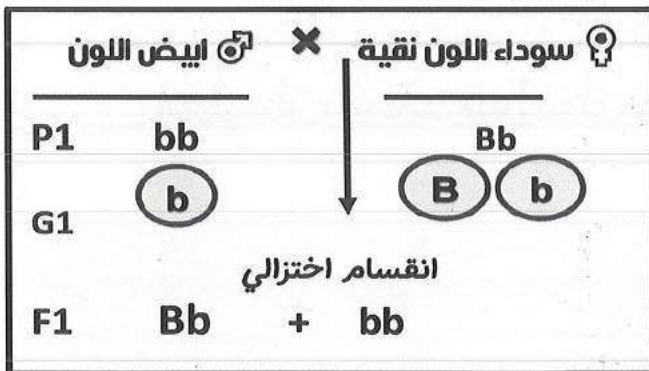 ♀ سوداء اللون نقية × ♂ ابيض اللون
P1 bb Bb
b B b
G1
انقسام اختزالي
F1 Bb + bb